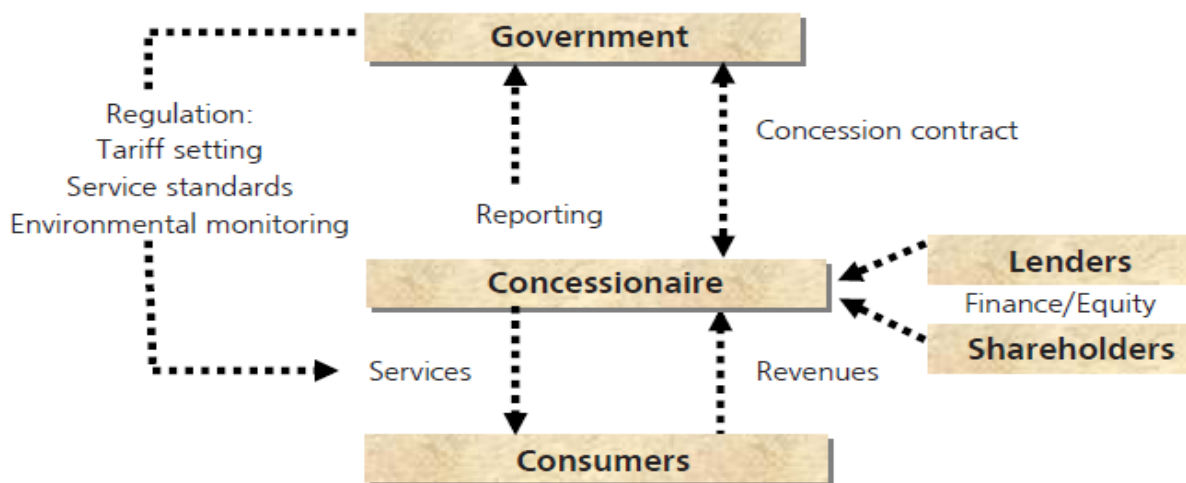 Government
Regulation:
Tariff setting
Service standards
Environmental monitoring
Concession contract
Reporting
Concessionaire
Lenders
Finance/Equity
Shareholders
Services
Revenues
Consumers